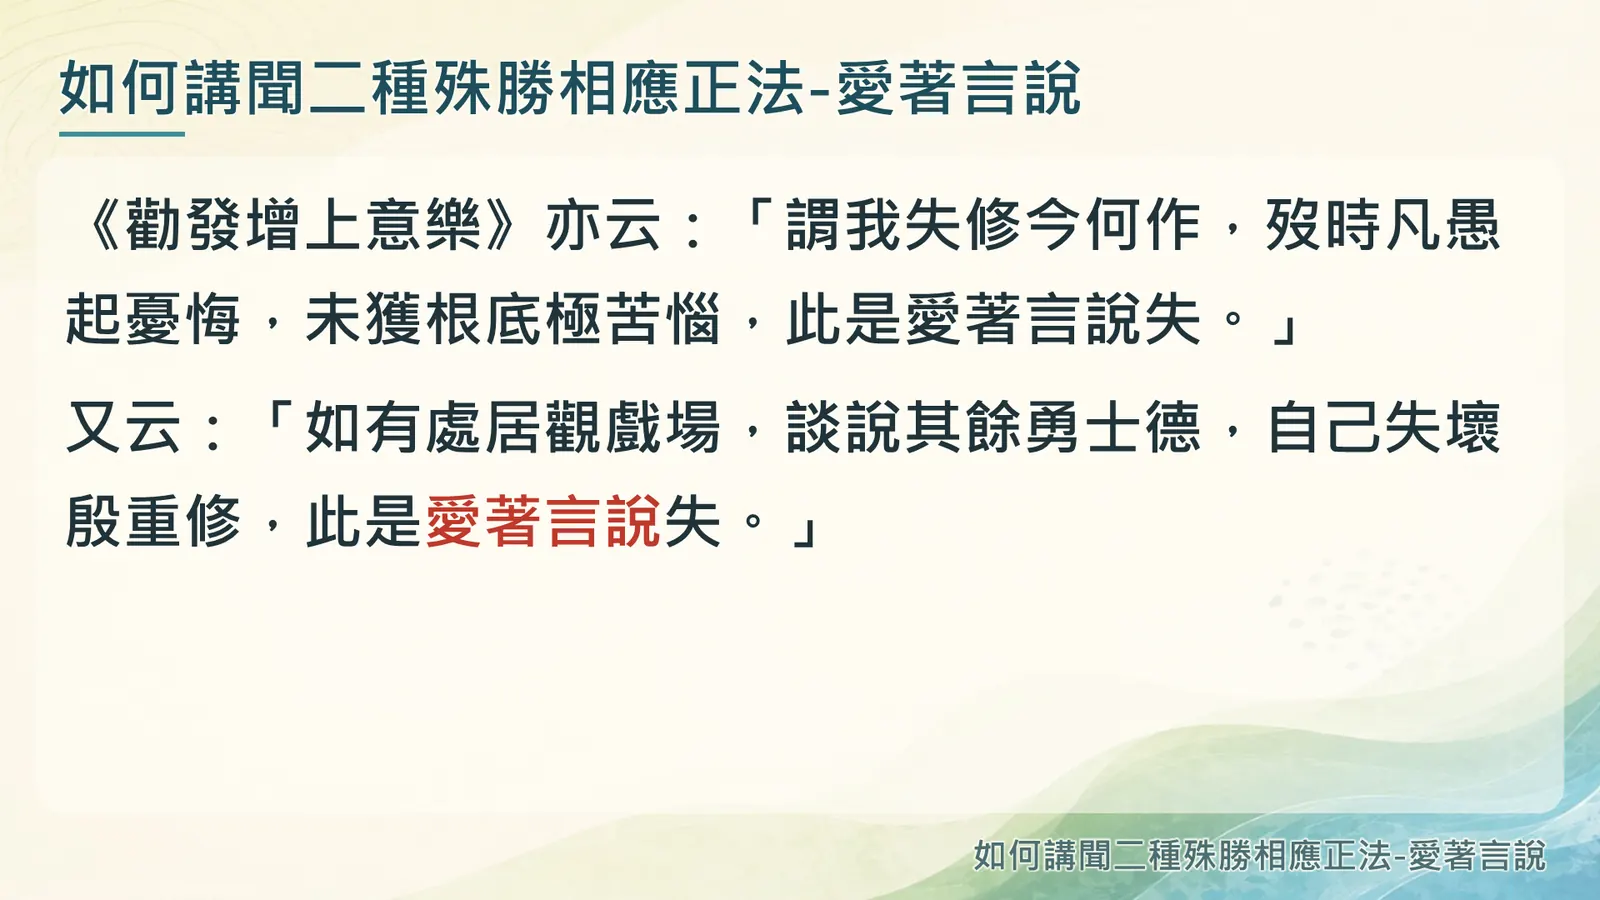 如何講聞二種殊勝相應正法-愛著言說
《勸發增上意樂》亦云：「謂我失修今何作，歿時凡愚
起憂悔，未獲根底極苦惱，此是愛著言說失。」
又云：「如有處居觀戲場，談說其餘勇士德，自己失壞
殷重修，此是愛著言說失。」
如何講聞二種殊勝相應正法-愛著言說